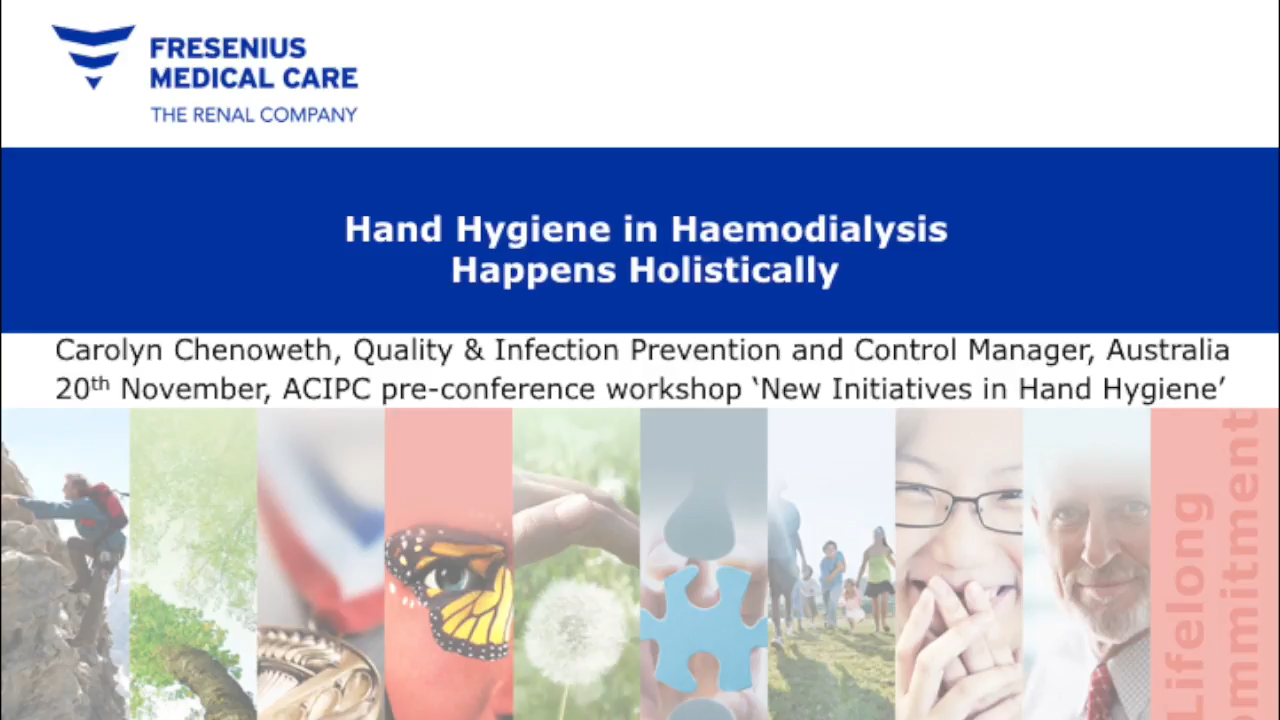 FRESENIUS
MEDICAL CARE
THE RENAL COMPANY
Hand Hygiene in Haemodialysis
Happens Holistically
Carolyn Chenoweth, Quality & Infection Prevention and Control Manager, Australia
20th November, ACIPC pre-conference workshop ‘New Initiatives in Hand Hygiene’
Lifelong